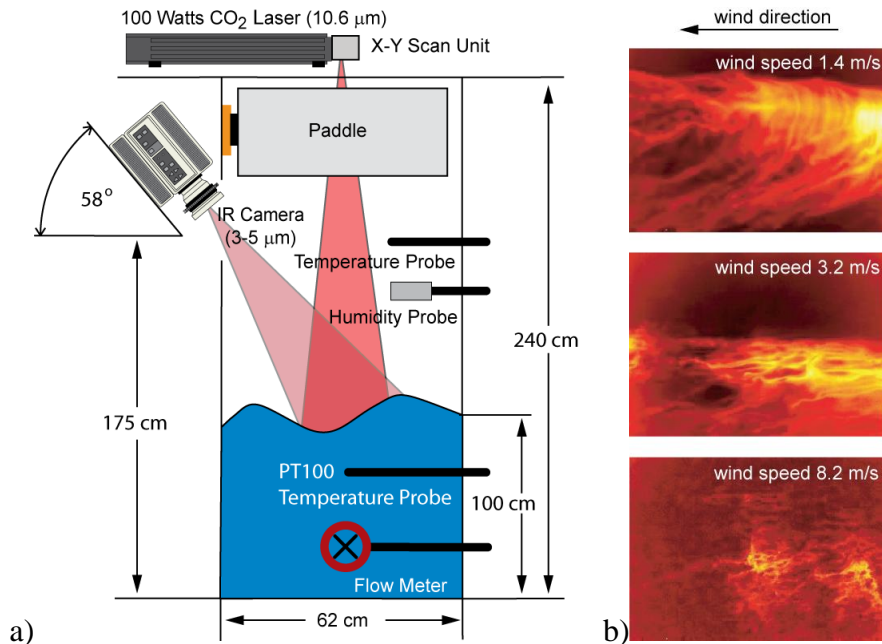 100 Watts CO2 Laser (10.6 μm)
X-Y Scan Unit
Paddle
58°
IR Camera
(3-5 μm)
Temperature Probe
Humidity Probe
240 cm
175 cm
PT100
Temperature Probe
100 cm
Flow Meter
62 cm
a)
wind direction
wind speed 1.4 m/s
wind speed 3.2 m/s
wind speed 8.2 m/s
b)